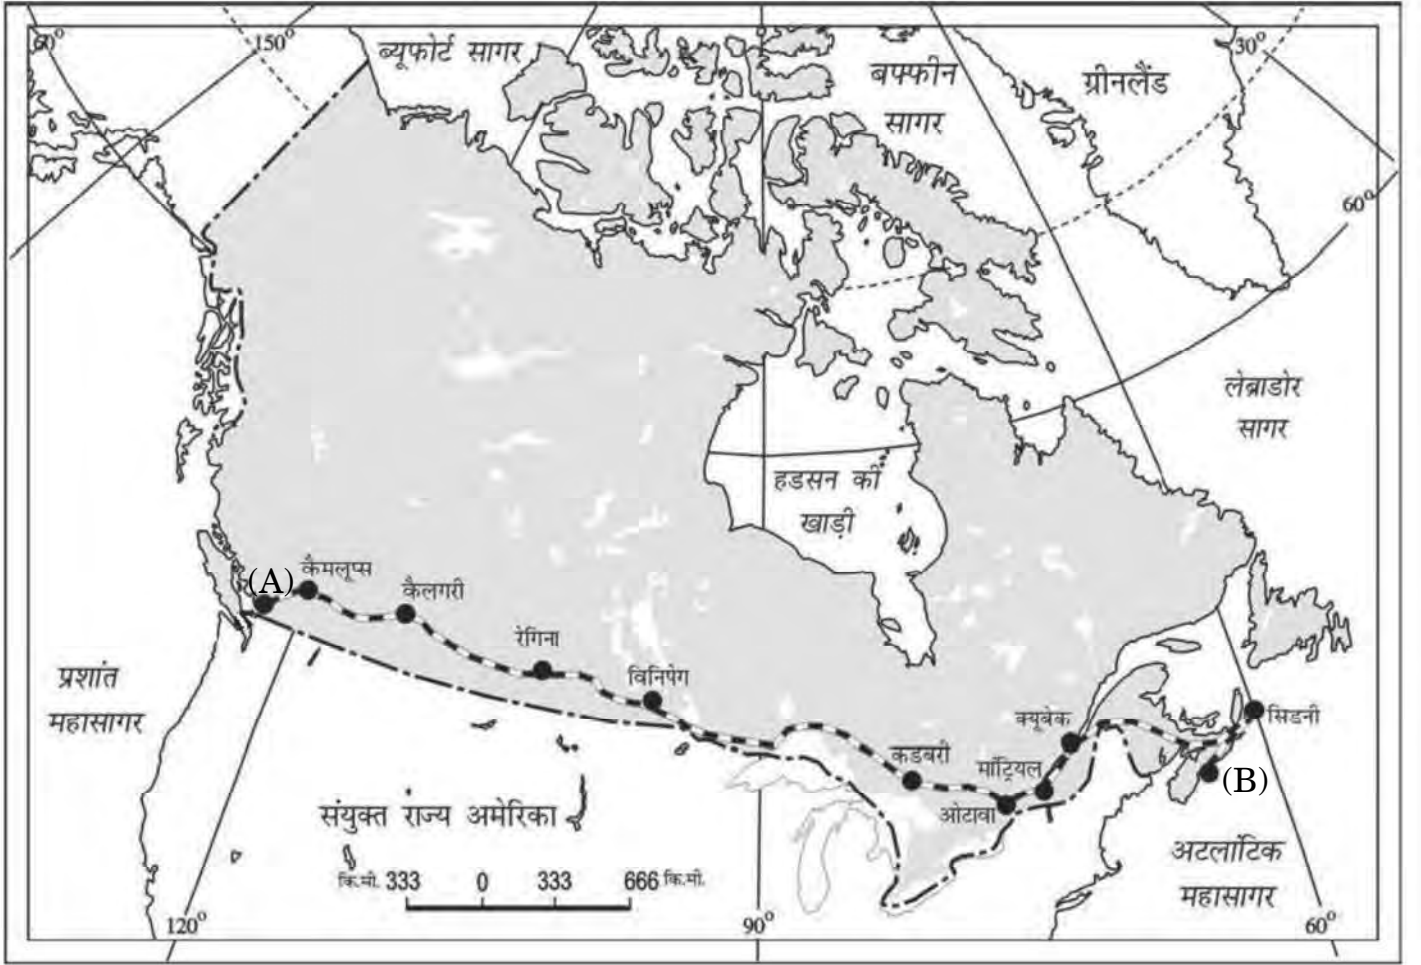 60°
150°
ब्यूफोर्ट सागर
बफ्फीन
सागर
ग्रीनलैंड
30°
60°
लेब्राडोर
सागर
हडसन की
खाड़ी
(A)
कैमलूप्स
कैलगरी
रेगिना
विनिपेग
प्रशांत
महासागर
क्यूबेक
सिडनी
कडबरी
मांट्रियल
(B)
ओटावा
संयुक्त राज्य अमेरिका
अटलांटिक
महासागर
कि.मी. 333 0 333 666 कि.मी.
120°
90°
60°